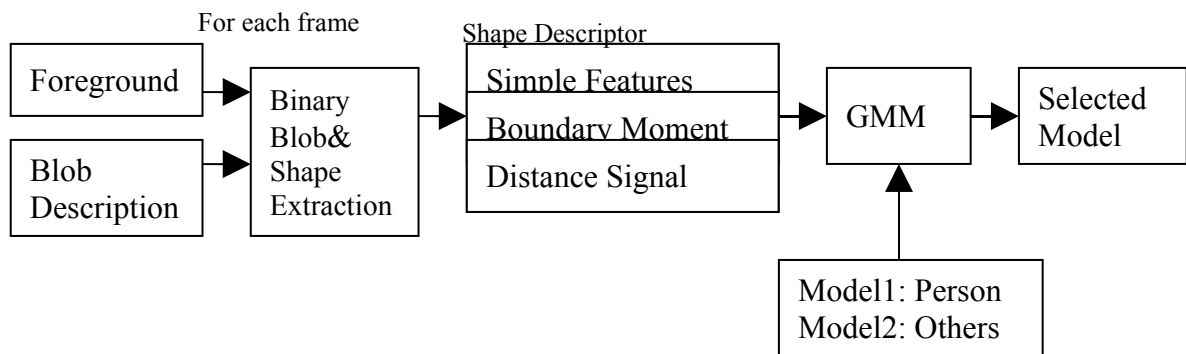 For each frame
Shape Descriptor
Foreground
Blob
Description
Binary
Blob&
Shape
Extraction
Simple Features
Boundary Moment
Distance Signal
GMM
Selected
Model
Model1: Person
Model2: Others